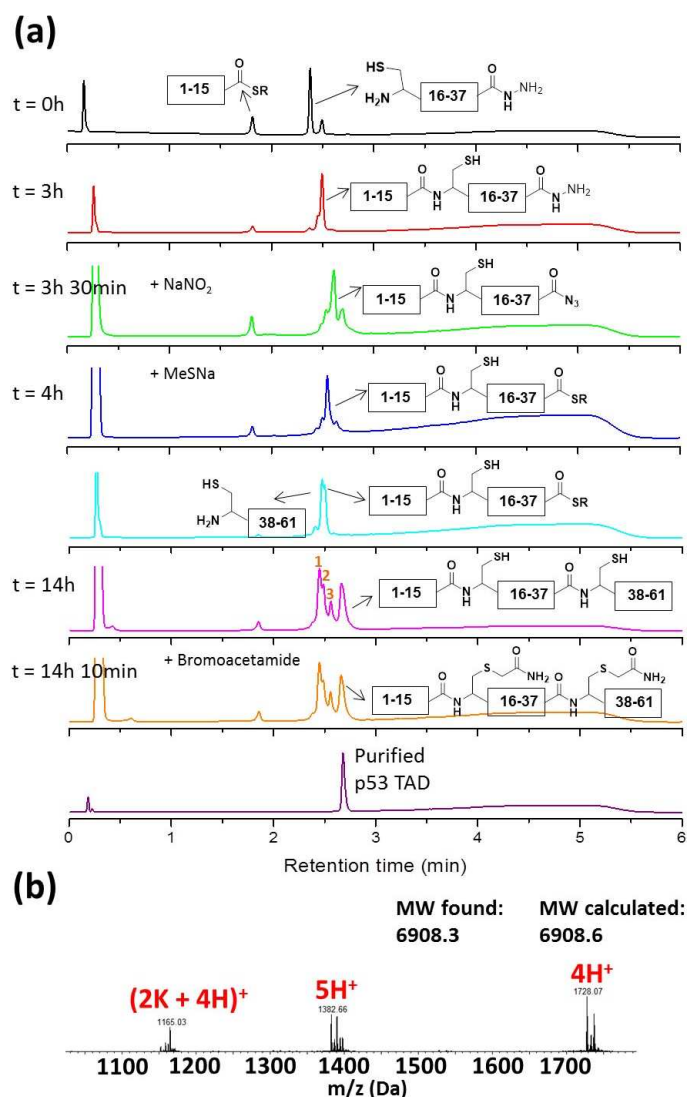 (a)
O
1-15
SR
HS
H₂N
16-37
O
N
H
NH₂
t = 0h
SH
O
1-15
N
H
16-37
O
N
H
NH₂
t = 3h
t = 3h 30min
+ NaNO₂
SH
O
1-15
N
H
16-37
O
N₃
t = 4h
+ MeSNa
SH
O
1-15
N
H
16-37
O
SR
HS
H₂N
38-61
SH
O
1-15
N
H
16-37
O
SR
t = 14h
1
2
3
SH
O
1-15
N
H
16-37
O
N
H
SH
38-61
t = 14h 10min
+ Bromoacetamide
O
S
NH₂
O
1-15
N
H
16-37
O
S
NH₂
O
N
H
38-61
Purified
p53 TAD
0 1 2 3 4 5 6
Retention time (min)
(b)
MW found:
6908.3
MW calculated:
6908.6
(2K + 4H)⁺
1165.03
5H⁺
1382.66
4H⁺
1728.07
1100 1200 1300 1400 1500 1600 1700
m/z (Da)